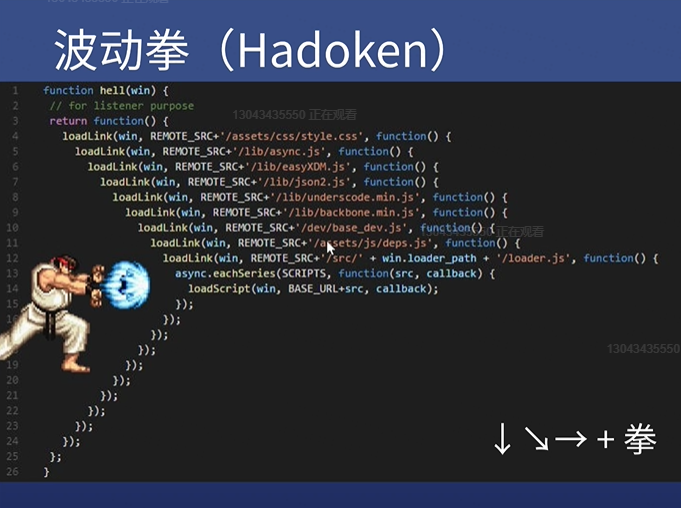 波动拳（Hadoken）
1 function hell(win) {
2 // for listener purpose
13043435550 正在观看
3 return function() {
4 loadLink(win, REMOTE_SRC+'/assets/css/style.css', function() {
5 loadLink(win, REMOTE_SRC+'/lib/async.js', function() {
6 loadLink(win, REMOTE_SRC+'/lib/easyXDM.js', function() {
7 loadLink(win, REMOTE_SRC+'/lib/json2.js', function() {
8 loadLink(win, REMOTE_SRC+'/lib/underscode.min.js', function() {
9 loadLink(win, REMOTE_SRC+'/lib/backbone.min.js', function() {
10 loadLink(win, REMOTE_SRC+'/dev/base_dev.js', function() {
13043435550 正在观看
11 loadLink(win, REMOTE_SRC+'/assets/js/deps.js', function() {
12 loadLink(win, REMOTE_SRC+'/src/' + win.loader_path + '/loader.js', function() {
13 async.eachSeries(SCRIPTS, function(src, callback) {
14 loadScript(win, BASE_URL+src, callback);
});
});
});
});
13043435550
19 });
20 });
21 });
22 });
23 });
24 });
25 };
26 }
↓↘→+拳